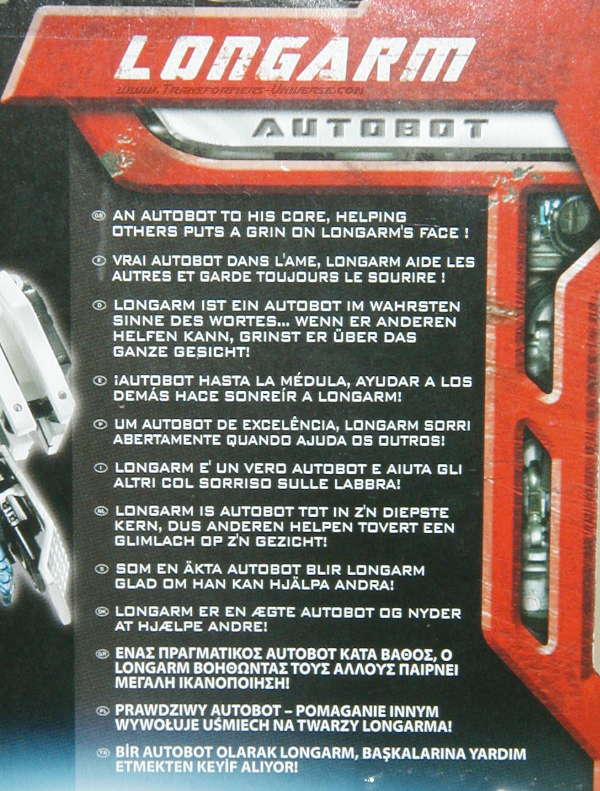 LONGARM
www.Transformers-Universe.com
AUTOBOT
GB AN AUTOBOT TO HIS CORE, HELPING
OTHERS PUTS A GRIN ON LONGARM'S FACE !
F VRAI AUTOBOT DANS L'AME, LONGARM AIDE LES
AUTRES ET GARDE TOUJOURS LE SOURIRE !
D LONGARM IST EIN AUTOBOT IM WAHRSTEN
SINNE DES WORTES... WENN ER ANDEREN
HELFEN KANN, GRINST ER ÜBER DAS
GANZE GESICHT!
E ¡AUTOBOT HASTA LA MÉDULA, AYUDAR A LOS
DEMÁS HACE SONREÍR A LONGARM!
P UM AUTOBOT DE EXCELÊNCIA, LONGARM SORRI
ABERTAMENTE QUANDO AJUDA OS OUTROS!
I LONGARM E' UN VERO AUTOBOT E AIUTA GLI
ALTRI COL SORRISO SULLE LABBRA!
NL LONGARM IS AUTOBOT TOT IN Z'N DIEPSTE
KERN, DUS ANDEREN HELPEN TOVERT EEN
GLIMLACH OP Z'N GEZICHT!
S SOM EN ÄKTA AUTOBOT BLIR LONGARM
GLAD OM HAN KAN HJÄLPA ANDRA!
DK LONGARM ER EN ÆGTE AUTOBOT OG NYDER
AT HJÆLPE ANDRE!
GR ΕΝΑΣ ΠΡΑΓΜΑΤΙΚΟΣ AUTOBOT ΚΑΤΑ ΒΑΘΟΣ, Ο
LONGARM ΒΟΗΘΩΝΤΑΣ ΤΟΥΣ ΑΛΛΟΥΣ ΠΑΙΡΝΕΙ
ΜΕΓΑΛΗ ΙΚΑΝΟΠΟΙΗΣΗ!
PL PRAWDZIWY AUTOBOT – POMAGANIE INNYM
WYWOŁUJE UŚMIECH NA TWARZY LONGARMA!
TR BİR AUTOBOT OLARAK LONGARM, BAŞKALARINA YARDIM
ETMEKTEN KEYİF ALIYOR!